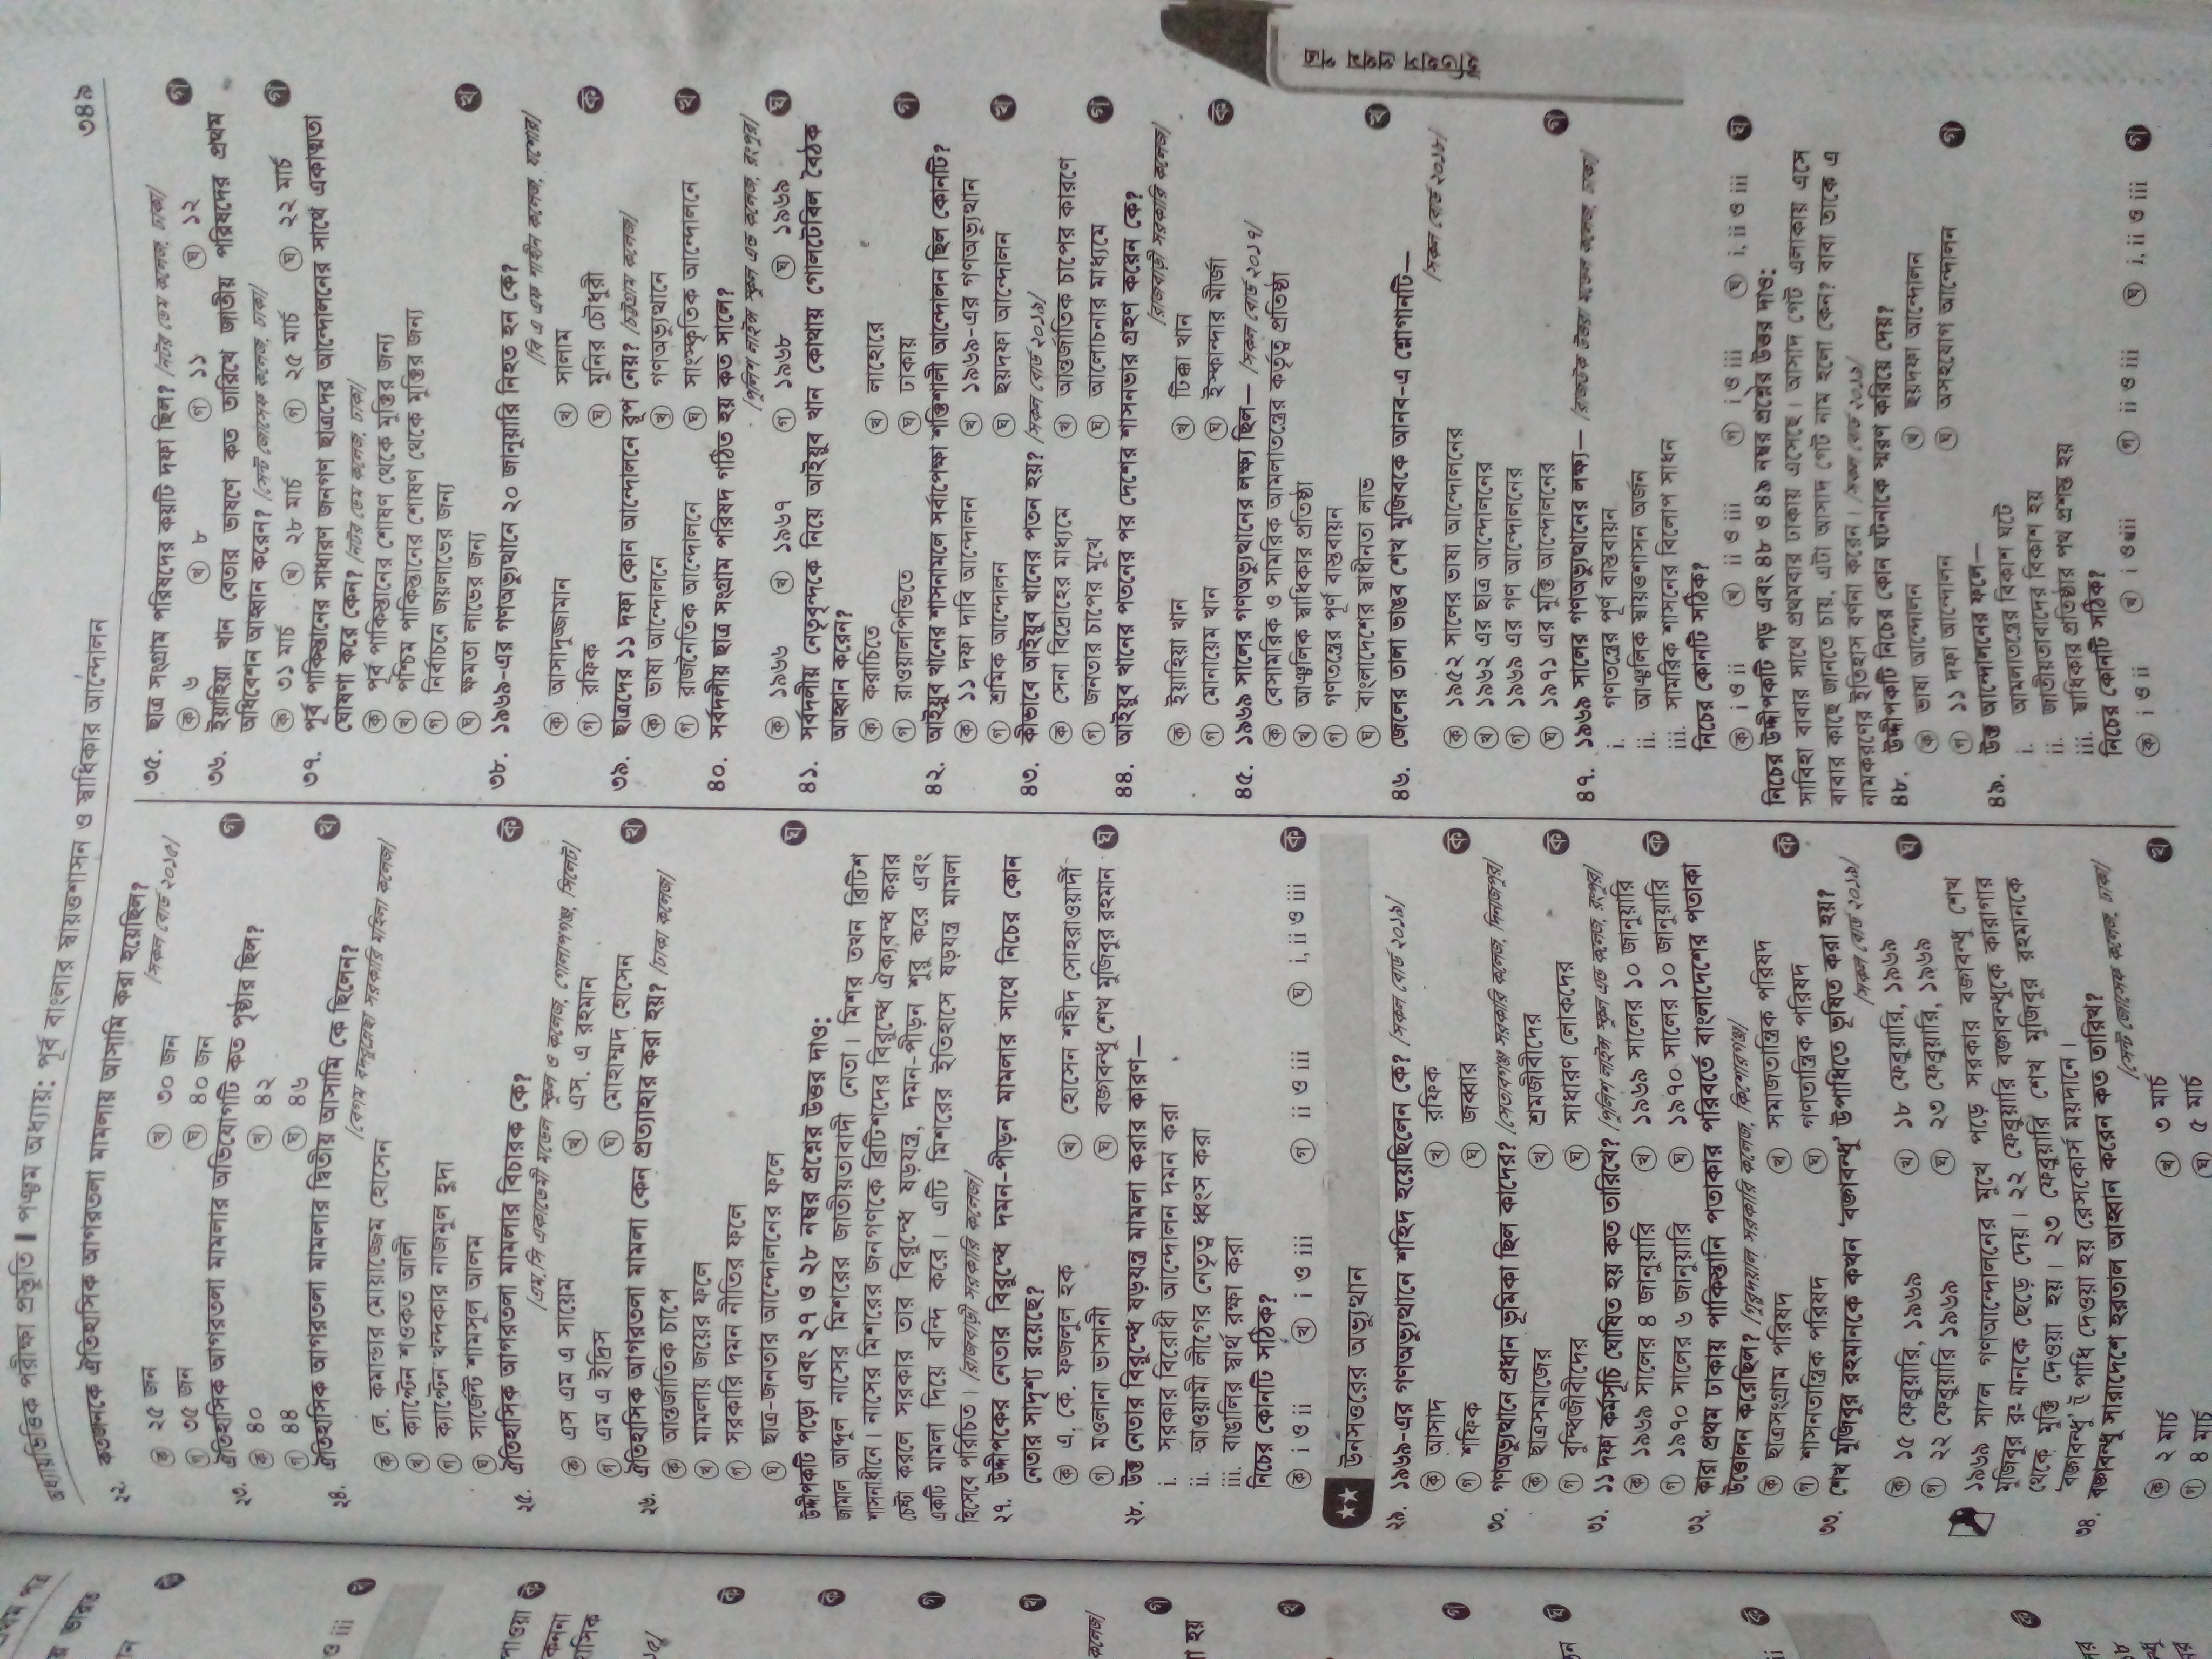 অধ্যায়ভিত্তিক পরীক্ষা প্রস্তুতি ▌ পঞ্চম অধ্যায়: পূর্ব বাংলার স্বায়ত্তশাসন ও স্বাধিকার আন্দোলন
৩৪৯
২২. কতজনকে ঐতিহাসিক আগরতলা মামলায় আসামি করা হয়েছিল?
[সকল বোর্ড ২০১৫]
ক ২৫ জন খ ৩০ জন
গ ৩৫ জন ঘ ৪০ জন গ
২৩. ঐতিহাসিক আগরতলা মামলার অভিযোগটি কত পৃষ্ঠার ছিল?
ক ৪০ খ ৪২
গ ৪৪ ঘ ৪৬ খ
২৪. ঐতিহাসিক আগরতলা মামলার দ্বিতীয় আসামি কে ছিলেন?
[বেগম বদরুন্নেছা সরকারি মহিলা কলেজ]
ক লে. কমান্ডার মোয়াজ্জেম হোসেন
খ ক্যাপ্টেন শওকত আলী
গ ক্যাপ্টেন খন্দকার নাজমুল হুদা
ঘ সার্জেন্ট শামসুল আলম ক
২৫. ঐতিহাসিক আগরতলা মামলার বিচারক কে?
[এম.সি একাডেমী মডেল স্কুল ও কলেজ, গোলাপগঞ্জ, সিলেট]
ক এস এম এ সায়েম খ এস. এ রহমান
গ এম এ ইদ্রিস ঘ মোহাম্মদ হোসেন খ
২৬. ঐতিহাসিক আগরতলা মামলা কেন প্রত্যাহার করা হয়? [ঢাকা কলেজ]
ক আন্তর্জাতিক চাপে
খ মামলায় জয়ের ফলে
গ সরকারি দমন নীতির ফলে
ঘ ছাত্র-জনতার আন্দোলনের ফলে ঘ
উদ্দীপকটি পড়ো এবং ২৭ ও ২৮ নম্বর প্রশ্নের উত্তর দাও:
জামাল আব্দুল নাসের মিশরের জাতীয়তাবাদী নেতা। মিশর তখন ব্রিটিশ
শাসনাধীনে। নাসের মিশরের জনগণকে ব্রিটিশদের বিরুদ্ধে ঐক্যবদ্ধ করার
চেষ্টা করলে সরকার তার বিরুদ্ধে ষড়যন্ত্র, দমন-পীড়ন শুরু করে এবং
একটি মামলা দিয়ে বন্দি করে। এটি মিশরের ইতিহাসে ষড়যন্ত্র মামলা
হিসেবে পরিচিত। [রাজবাড়ী সরকারি কলেজ]
২৭. উদ্দীপকের নেতার বিরুদ্ধে দমন-পীড়ন মামলার সাথে নিচের কোন
নেতার সাদৃশ্য রয়েছে?
ক এ. কে. ফজলুল হক খ হোসেন শহীদ সোহরাওয়ার্দী
গ মওলানা ভাসানী ঘ বঙ্গবন্ধু শেখ মুজিবুর রহমান ঘ
২৮. উক্ত নেতার বিরুদ্ধে ষড়যন্ত্র মামলা করার কারণ—
i. সরকার বিরোধী আন্দোলন দমন করা
ii. আওয়ামী লীগের নেতৃত্ব ধ্বংস করা
iii. বাঙালির স্বার্থ রক্ষা করা
নিচের কোনটি সঠিক?
ক i ও ii খ i ও iii গ ii ও iii ঘ i, ii ও iii ক
★★ উনসত্তরের অভ্যুত্থান
২৯. ১৯৬৯-এর গণঅভ্যুত্থানে শহিদ হয়েছিলেন কে? [সকল বোর্ড ২০১৯]
ক আসাদ খ রফিক
গ শফিক ঘ জব্বার ক
৩০. গণঅভ্যুত্থানে প্রধান ভূমিকা ছিল কাদের? [সেতাবগঞ্জ সরকারি কলেজ, দিনাজপুর]
ক ছাত্রসমাজের খ শ্রমজীবীদের
গ বুদ্ধিজীবীদের ঘ সাধারণ লোকদের ক
৩১. ১১ দফা কর্মসূচি ঘোষিত হয় কত তারিখে? [পুলিশ লাইন্স স্কুল এন্ড কলেজ, রংপুর]
ক ১৯৬৯ সালের ৪ জানুয়ারি খ ১৯৬৯ সালের ১০ জানুয়ারি
গ ১৯৭০ সালের ৬ জানুয়ারি ঘ ১৯৭০ সালের ১০ জানুয়ারি ক
৩২. কারা প্রথম ঢাকায় পাকিস্তানি পতাকার পরিবর্তে বাংলাদেশের পতাকা
উত্তোলন করেছিল? [গুরুদয়াল সরকারি কলেজ, কিশোরগঞ্জ]
ক ছাত্রসংগ্রাম পরিষদ খ সমাজতান্ত্রিক পরিষদ
গ শাসনতান্ত্রিক পরিষদ ঘ গণতান্ত্রিক পরিষদ ক
৩৩. শেখ মুজিবুর রহমানকে কখন 'বঙ্গবন্ধু' উপাধিতে ভূষিত করা হয়?
[সকল বোর্ড ২০১৯]
ক ১৫ ফেব্রুয়ারি, ১৯৬৯ খ ১৮ ফেব্রুয়ারি, ১৯৬৯
গ ২২ ফেব্রুয়ারি ১৯৬৯ ঘ ২৩ ফেব্রুয়ারি, ১৯৬৯ ঘ
১৯৬৯ সালে গণআন্দোলনের মুখে পড়ে সরকার বঙ্গবন্ধু শেখ
মুজিবুর রহমানকে ছেড়ে দেয়। ২২ ফেব্রুয়ারি বঙ্গবন্ধুকে কারাগার
থেকে মুক্তি দেওয়া হয়। ২৩ ফেব্রুয়ারি শেখ মুজিবুর রহমানকে
'বঙ্গবন্ধু' উপাধি দেওয়া হয় রেসকোর্স ময়দানে।
৩৪. বঙ্গবন্ধু সারাদেশে হরতাল আহ্বান করেন কত তারিখ?
[সেন্ট জোসেফ কলেজ, ঢাকা]
ক ২ মার্চ খ ৩ মার্চ খ
গ ৪ মার্চ ঘ ৫ মার্চ
৩৫. ছাত্র সংগ্রাম পরিষদের কয়টি দফা ছিল? [নটর ডেম কলেজ, ঢাকা]
ক ৬ খ ৮ গ ১১ ঘ ১২ গ
৩৬. ইয়াহিয়া খান বেতার ভাষণে কত তারিখে জাতীয় পরিষদের প্রথম
অধিবেশন আহ্বান করেন? [সেন্ট জোসেফ কলেজ, ঢাকা]
ক ৩১ মার্চ খ ২৮ মার্চ গ ২৫ মার্চ ঘ ২২ মার্চ গ
৩৭. পূর্ব পাকিস্তানের সাধারণ জনগণ ছাত্রদের আন্দোলনের সাথে একাত্মতা
ঘোষণা করে কেন? [নটর ডেম কলেজ, ঢাকা]
ক পূর্ব পাকিস্তানের শোষণ থেকে মুক্তির জন্য
খ পশ্চিম পাকিস্তানের শোষণ থেকে মুক্তির জন্য
গ নির্বাচনে জয়লাভের জন্য
ঘ ক্ষমতা লাভের জন্য খ
৩৮. ১৯৬৯-এর গণঅভ্যুত্থানে ২০ জানুয়ারি নিহত হন কে?
[বি এ এফ শাহীন কলেজ, যশোর]
ক আসাদুজ্জামান খ সালাম
গ রফিক ঘ মুনির চৌধুরী ক
৩৯. ছাত্রদের ১১ দফা কোন আন্দোলনে রূপ নেয়? [চট্টগ্রাম কলেজ]
ক ভাষা আন্দোলনে খ গণঅভ্যুত্থানে
গ রাজনৈতিক আন্দোলনে ঘ সাংস্কৃতিক আন্দোলনে খ
৪০. সর্বদলীয় ছাত্র সংগ্রাম পরিষদ গঠিত হয় কত সালে?
[পুলিশ লাইন্স স্কুল এন্ড কলেজ, রংপুর]
ক ১৯৬৬ খ ১৯৬৭ গ ১৯৬৮ ঘ ১৯৬৯ ঘ
৪১. সর্বদলীয় নেতৃবৃন্দকে নিয়ে আইয়ুব খান কোথায় গোলটেবিল বৈঠক
আহ্বান করেন?
ক করাচিতে খ লাহোরে
গ রাওয়ালপিন্ডিতে ঘ ঢাকায় গ
৪২. আইয়ুব খানের শাসনামলে সর্বাপেক্ষা শক্তিশালী আন্দোলন ছিল কোনটি?
ক ১১ দফা দাবি আন্দোলন খ ১৯৬৯-এর গণঅভ্যুত্থান
গ শ্রমিক আন্দোলন ঘ ছয়দফা আন্দোলন খ
৪৩. কীভাবে আইয়ুব খানের পতন হয়? [সকল বোর্ড ২০১৯]
ক সেনা বিদ্রোহের মাধ্যমে খ আন্তর্জাতিক চাপের কারণে
গ জনতার চাপের মুখে ঘ আলোচনার মাধ্যমে গ
৪৪. আইয়ুব খানের পতনের পর দেশের শাসনভার গ্রহণ করেন কে?
[রাজবাড়ী সরকারি কলেজ]
ক ইয়াহিয়া খান খ টিক্কা খান
গ মোনায়েম খান ঘ ইস্কান্দার মীর্জা ক
৪৫. ১৯৬৯ সালের গণঅভ্যুত্থানের লক্ষ্য ছিল— [সকল বোর্ড ২০১৭]
ক বেসামরিক ও সামরিক আমলাতন্ত্রের কর্তৃত্ব প্রতিষ্ঠা
খ আঞ্চলিক স্বাধিকার প্রতিষ্ঠা
গ গণতন্ত্রের পূর্ণ বাস্তবায়ন
ঘ বাংলাদেশের স্বাধীনতা লাভ খ
৪৬. জেলের তালা ভাঙব শেখ মুজিবকে আনব-এ শ্লোগানটি—
[সকল বোর্ড ২০১৮]
ক ১৯৫২ সালের ভাষা আন্দোলনের
খ ১৯৬২ এর ছাত্র আন্দোলনের
গ ১৯৬৯ এর গণ আন্দোলনের
ঘ ১৯৭১ এর মুক্তি আন্দোলনের গ
৪৭. ১৯৬৯ সালের গণঅভ্যুত্থানের লক্ষ্য— [রাজউক উত্তরা মডেল কলেজ, ঢাকা]
i. গণতন্ত্রের পূর্ণ বাস্তবায়ন
ii. আঞ্চলিক স্বায়ত্তশাসন অর্জন
iii. সামরিক শাসনের বিলোপ সাধন
নিচের কোনটি সঠিক?
ক i ও ii খ ii ও iii গ i ও iii ঘ i, ii ও iii ঘ
নিচের উদ্দীপকটি পড় এবং ৪৮ ও ৪৯ নম্বর প্রশ্নের উত্তর দাও:
সাবিহা বাবার সাথে প্রথমবার ঢাকায় এসেছে। আসাদ গেট এলাকায় এসে
বাবার কাছে জানতে চায়, এটা আসাদ গেট নাম হলো কেন? বাবা তাকে এ
নামকরণের ইতিহাস বর্ণনা করেন। [সকল বোর্ড ২০১৯]
৪৮. উদ্দীপকটি নিচের কোন ঘটনাকে স্মরণ করিয়ে দেয়?
ক ভাষা আন্দোলন খ ছয়দফা আন্দোলন
গ ১১ দফা আন্দোলন ঘ অসহযোগ আন্দোলন গ
৪৯. উক্ত আন্দোলনের ফলে—
i. আমলাতন্ত্রের বিকাশ ঘটে
ii. জাতীয়তাবাদের বিকাশ হয়
iii. স্বাধিকার প্রতিষ্ঠার পথ প্রশস্ত হয়
নিচের কোনটি সঠিক?
ক i ও ii খ i ও iii গ ii ও iii ঘ i, ii ও iii গ
ইতিহাস প্রথম পত্র